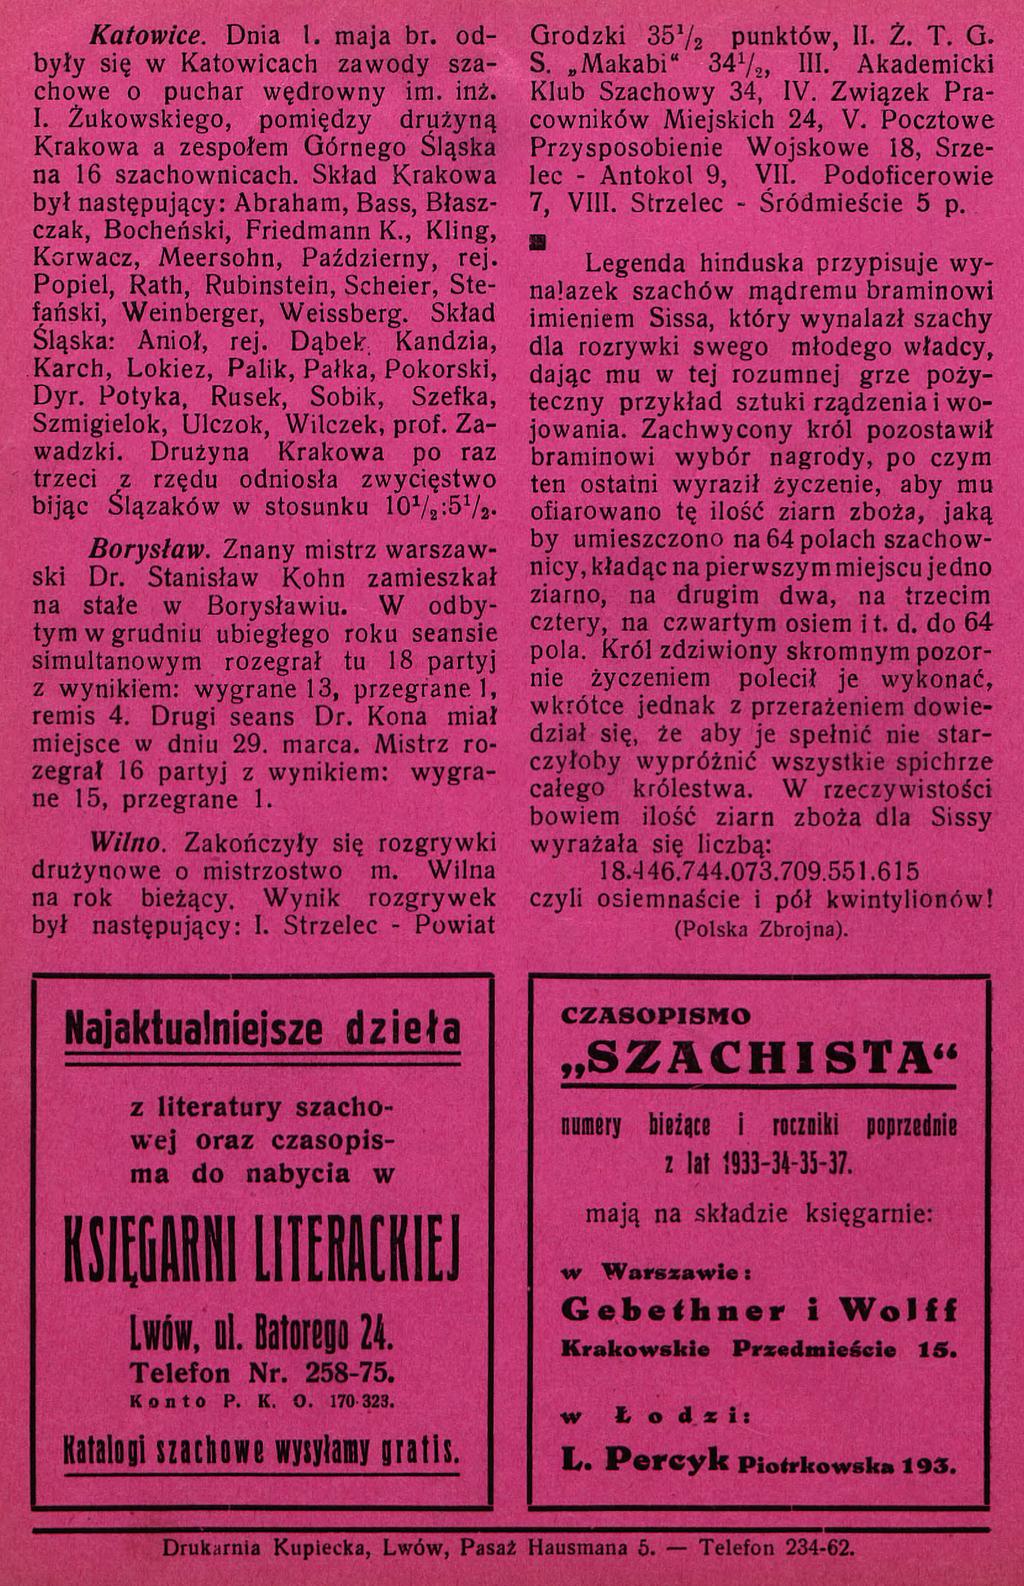 Katowice. Dnia 1. maja br. od-
były się w Katowicach zawody sza-
chowe o puchar wędrowny im. inż.
I. Żukowskiego, pomiędzy drużyną
Krakowa a zespołem Górnego Śląska
na 16 szachownicach. Skład Krakowa
był następujący: Abraham, Bass, Błasz-
czak, Bocheński, Friedmann K., Kling,
Korwacz, Meersohn, Październy, rej.
Popiel, Rath, Rubinstein, Scheier, Ste-
fański, Weinberger, Weissberg. Skład
Śląska: Anioł, rej. Dąbek, Kandzia,
Karch, Lokiez, Palik, Pałka, Pokorski,
Dyr. Potyka, Rusek, Sobik, Szefka,
Szmigielok, Ulczok, Wilczek, prof. Za-
wadzki. Drużyna Krakowa po raz
trzeci z rzędu odniosła zwycięstwo
bijąc Ślązaków w stosunku 10¹/₂:5¹/₂.
Borysław. Znany mistrz warszaw-
ski Dr. Stanisław Kohn zamieszkał
na stałe w Borysławiu. W odby-
tym w grudniu ubiegłego roku seansie
simultanowym rozegrał tu 18 partyj
z wynikiem: wygrane 13, przegrane 1,
remis 4. Drugi seans Dr. Kona miał
miejsce w dniu 29. marca. Mistrz ro-
zegrał 16 partyj z wynikiem: wygra-
ne 15, przegrane 1.
Wilno. Zakończyły się rozgrywki
drużynowe o mistrzostwo m. Wilna
na rok bieżący. Wynik rozgrywek
był następujący: I. Strzelec - Powiat
Grodzki 35¹/₂ punktów, II. Ż. T. G.
S. „Makabi“ 34¹/₂, III. Akademicki
Klub Szachowy 34, IV. Związek Pra-
cowników Miejskich 24, V. Pocztowe
Przysposobienie Wojskowe 18, Srze-
lec - Antokol 9, VII. Podoficerowie
7, VIII. Strzelec - Śródmieście 5 p.
Legenda hinduska przypisuje wy-
nalazek szachów mądremu braminowi
imieniem Sissa, który wynalazł szachy
dla rozrywki swego młodego władcy,
dając mu w tej rozumnej grze poży-
teczny przykład sztuki rządzenia i wo-
jowania. Zachwycony król pozostawił
braminowi wybór nagrody, po czym
ten ostatni wyraził życzenie, aby mu
ofiarowano tę ilość ziarn zboża, jaką
by umieszczono na 64 polach szachow-
nicy, kładąc na pierwszym miejscu jedno
ziarno, na drugim dwa, na trzecim
cztery, na czwartym osiem i t. d. do 64
pola. Król zdziwiony skromnym pozor-
nie życzeniem polecił je wykonać,
wkrótce jednak z przerażeniem dowie-
dział się, że aby je spełnić nie star-
czyłoby wypróżnić wszystkie spichrze
całego królestwa. W rzeczywistości
bowiem ilość ziarn zboża dla Sissy
wyrażała się liczbą:
18.446.744.073.709.551.615
czyli osiemnaście i pół kwintylionów!
(Polska Zbrojna).
Najaktualniejsze dzieła
z literatury szacho-
wej oraz czasopis-
ma do nabycia w
KSIĘGARNI LITERACKIEJ
Lwów, ul. Batorego 24.
Telefon Nr. 258-75.
Konto P. K. O. 170-323.
Katalogi szachowe wysyłamy gratis.
CZASOPISMO
„SZACHISTA“
numery bieżące i roczniki poprzednie
z lat 1933-34-35-37.
mają na składzie księgarnie:
w Warszawie:
Gebethner i Wolff
Krakowskie Przedmieście 15.
w Łodzi:
L. Percyk Piotrkowska 193.
Drukarnia Kupiecka, Lwów, Pasaż Hausmana 5. — Telefon 234-62.